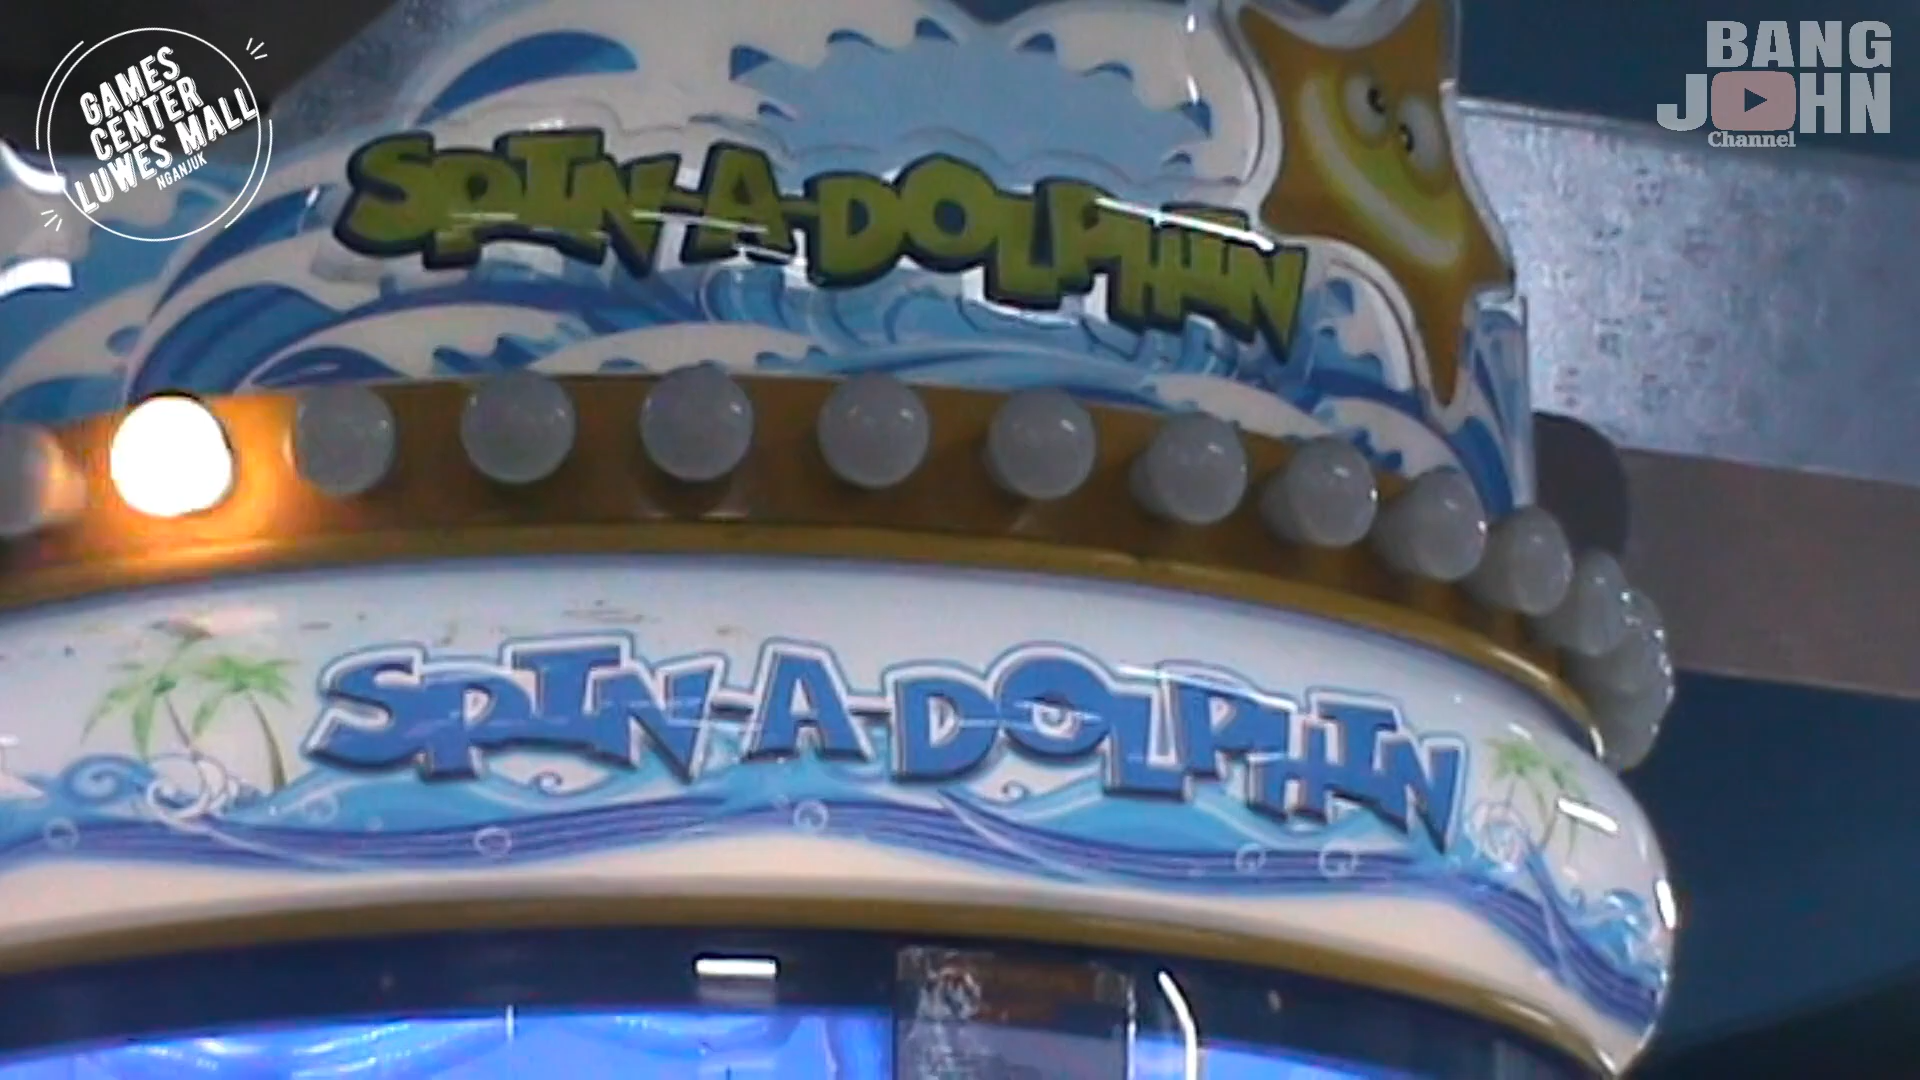 GAMES
CENTER
LUWES MALL
NGANJUK
BANG
JOHN
Channel
SPIN-A-DOLPHIN
SPIN-A-DOLPHIN